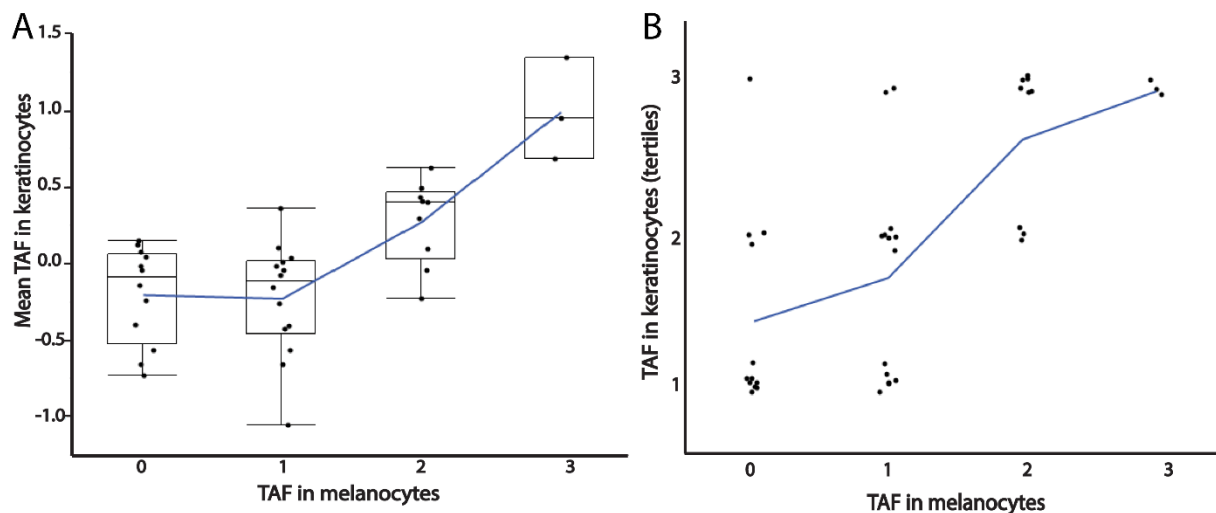 A
Mean TAF in keratinocytes
1.5
1.0
0.5
0.0
-0.5
-1.0
0 1 2 3
TAF in melanocytes
B
TAF in keratinocytes (tertiles)
3
2
1
0 1 2 3
TAF in melanocytes